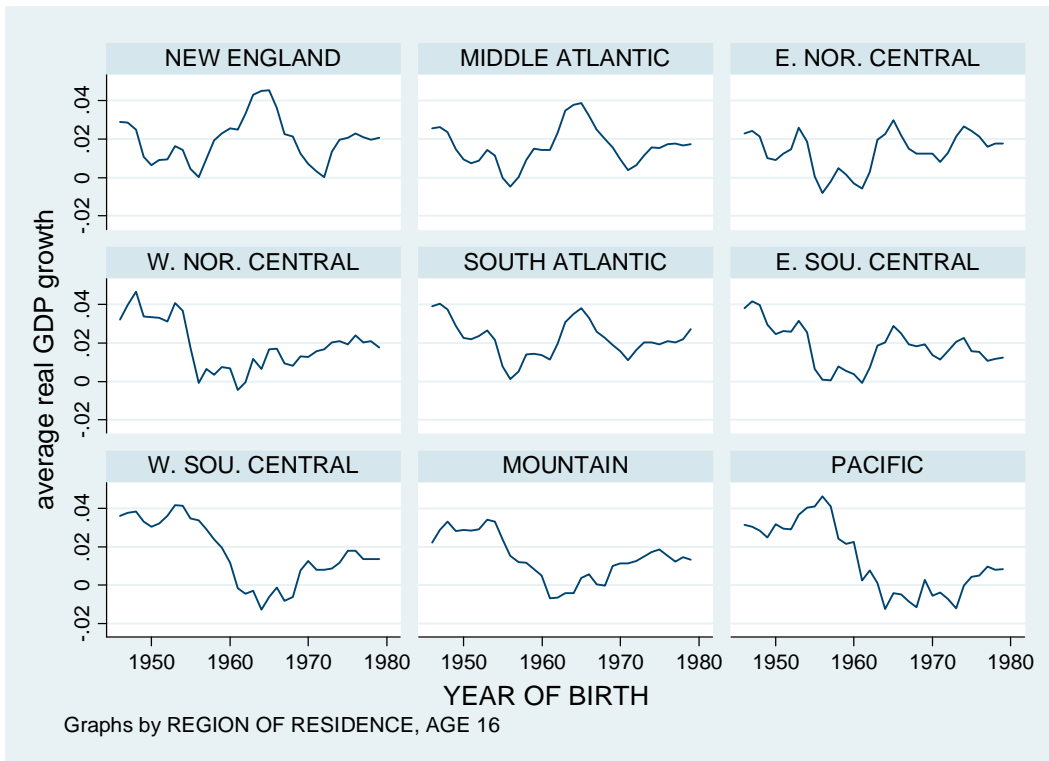 NEW ENGLAND MIDDLE ATLANTIC E. NOR. CENTRAL
.04
.02
0
-.02
W. NOR. CENTRAL SOUTH ATLANTIC E. SOU. CENTRAL
.04
.02
0
-.02
W. SOU. CENTRAL MOUNTAIN PACIFIC
.04
.02
0
-.02
average real GDP growth
1950 1960 1970 1980 1950 1960 1970 1980 1950 1960 1970 1980
YEAR OF BIRTH
Graphs by REGION OF RESIDENCE, AGE 16